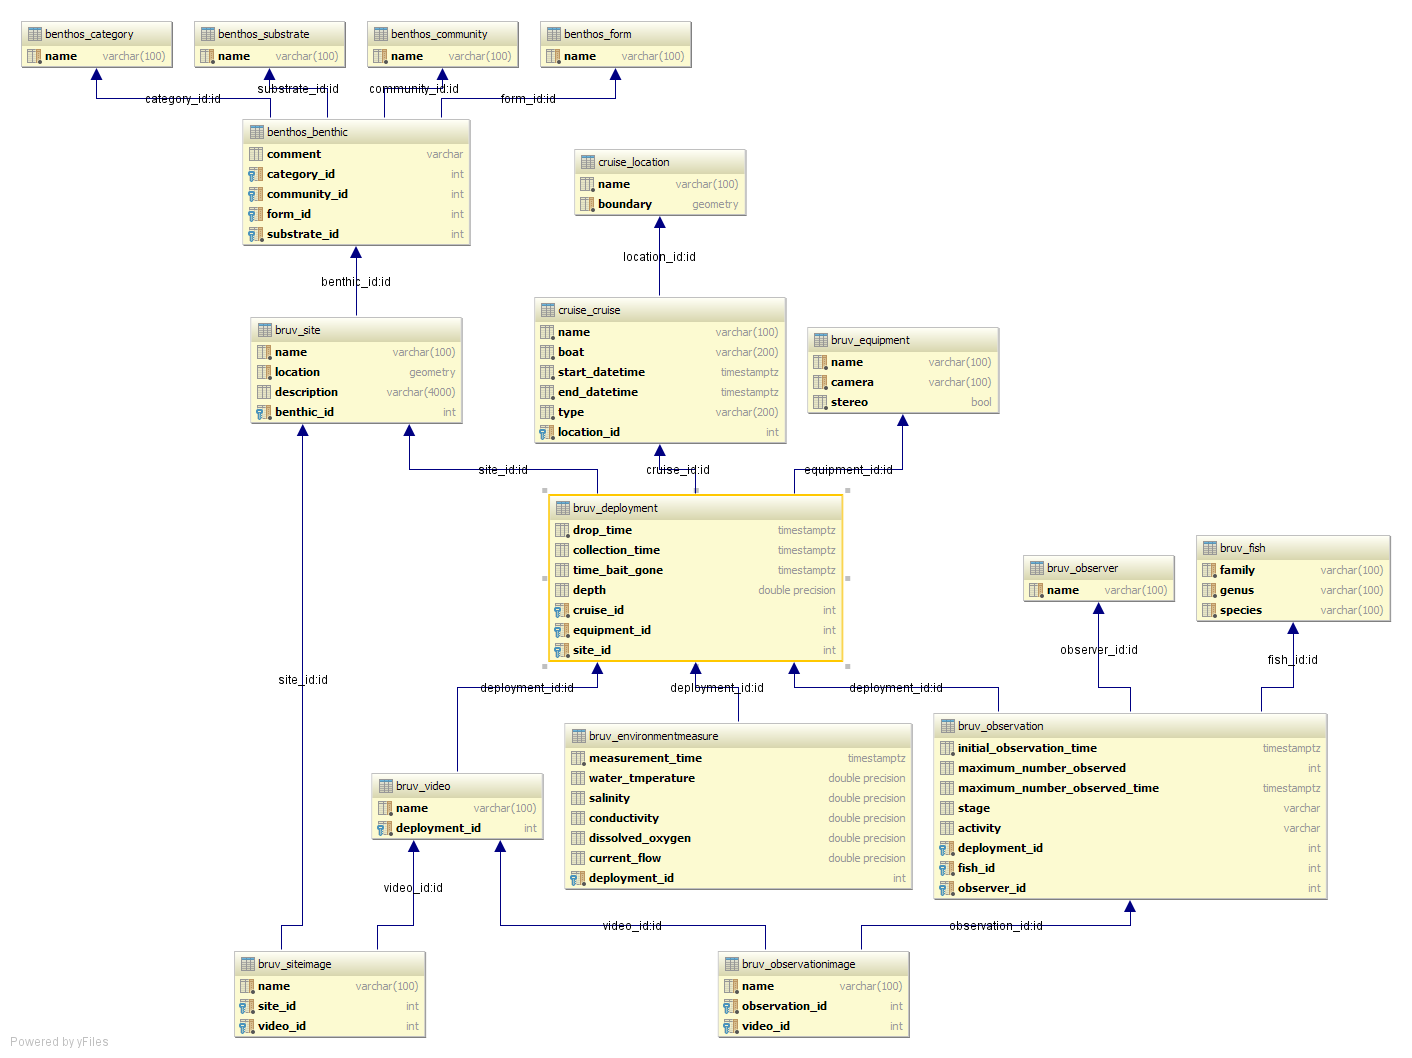 benthos_category
name varchar(100)
benthos_substrate
name varchar(100)
benthos_community
name varchar(100)
benthos_form
name varchar(100)
category_id:id
substrate_id:id
community_id:id
form_id:id
benthos_benthic
comment varchar
category_id int
community_id int
form_id int
substrate_id int
cruise_location
name varchar(100)
boundary geometry
benthic_id:id
location_id:id
bruv_site
name varchar(100)
location geometry
description varchar(4000)
benthic_id int
cruise_cruise
name varchar(100)
boat varchar(200)
start_datetime timestamptz
end_datetime timestamptz
type varchar(200)
location_id int
bruv_equipment
name varchar(100)
camera varchar(100)
stereo bool
site_id:id
cruise_id:id
equipment_id:id
bruv_deployment
drop_time timestamptz
collection_time timestamptz
time_bait_gone timestamptz
depth double precision
cruise_id int
equipment_id int
site_id int
bruv_observer
name varchar(100)
bruv_fish
family varchar(100)
genus varchar(100)
species varchar(100)
observer_id:id
fish_id:id
site_id:id
deployment_id:id
deployment_id:id
deployment_id:id
bruv_video
name varchar(100)
deployment_id int
bruv_environmentmeasure
measurement_time timestamptz
water_tmperature double precision
salinity double precision
conductivity double precision
dissolved_oxygen double precision
current_flow double precision
deployment_id int
bruv_observation
initial_observation_time timestamptz
maximum_number_observed int
maximum_number_observed_time timestamptz
stage varchar
activity varchar
deployment_id int
fish_id int
observer_id int
video_id:id
video_id:id
observation_id:id
bruv_siteimage
name varchar(100)
site_id int
video_id int
bruv_observationimage
name varchar(100)
observation_id int
video_id int
Powered by yFiles